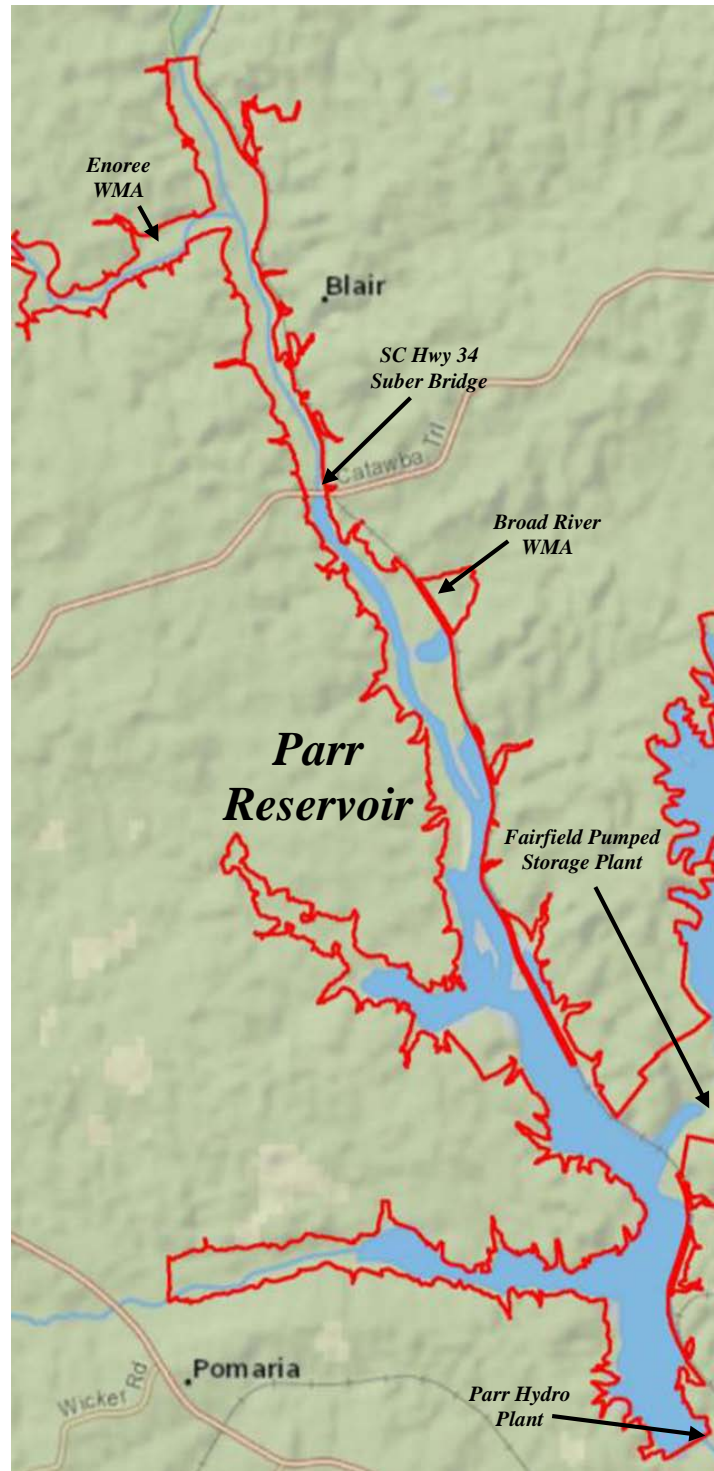 Enoree
WMA
Blair
SC Hwy 34
Suber Bridge
Catawba Trl
Broad River
WMA
Parr
Reservoir
Fairfield Pumped
Storage Plant
Pomaria
Wicker Rd
Parr Hydro
Plant